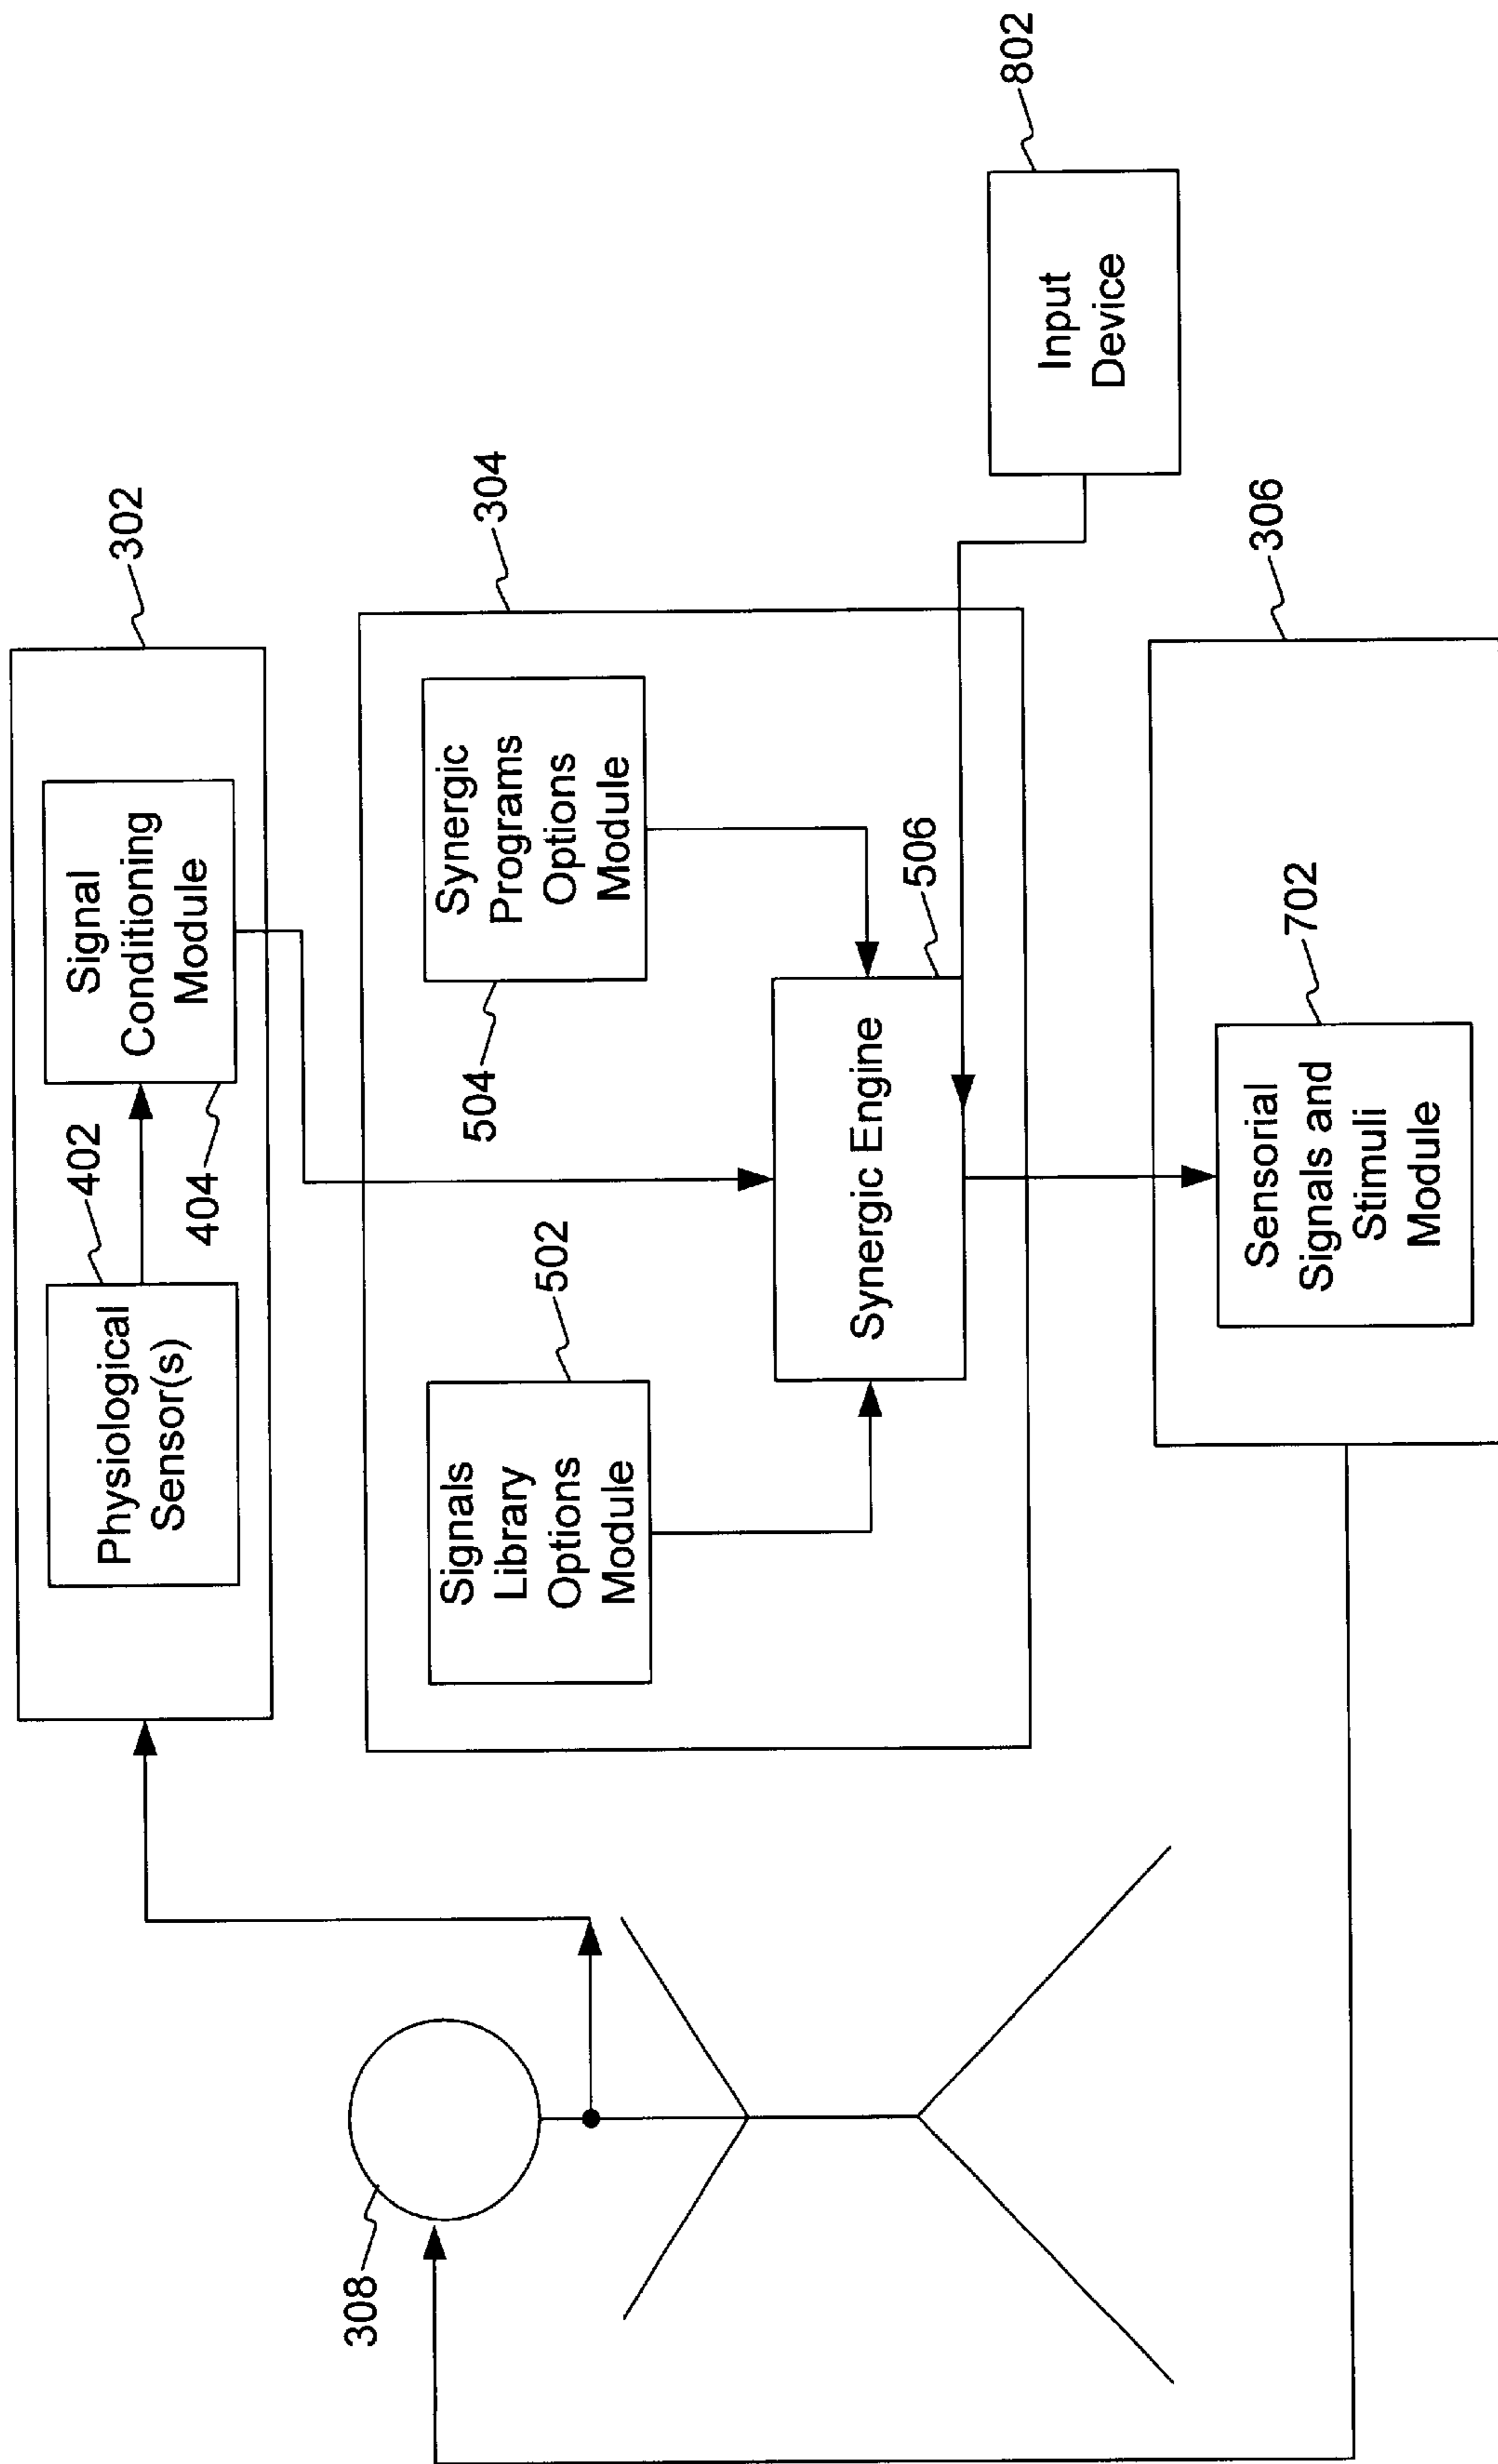 302
Physiological
Sensor(s)
402
Signal
Conditioning
Module
404
304
Signals
Library
Options
Module
502
Synergic
Programs
Options
Module
504
Synergic Engine
506
308
Input
Device
802
306
Sensorial
Signals and
Stimuli
Module
702